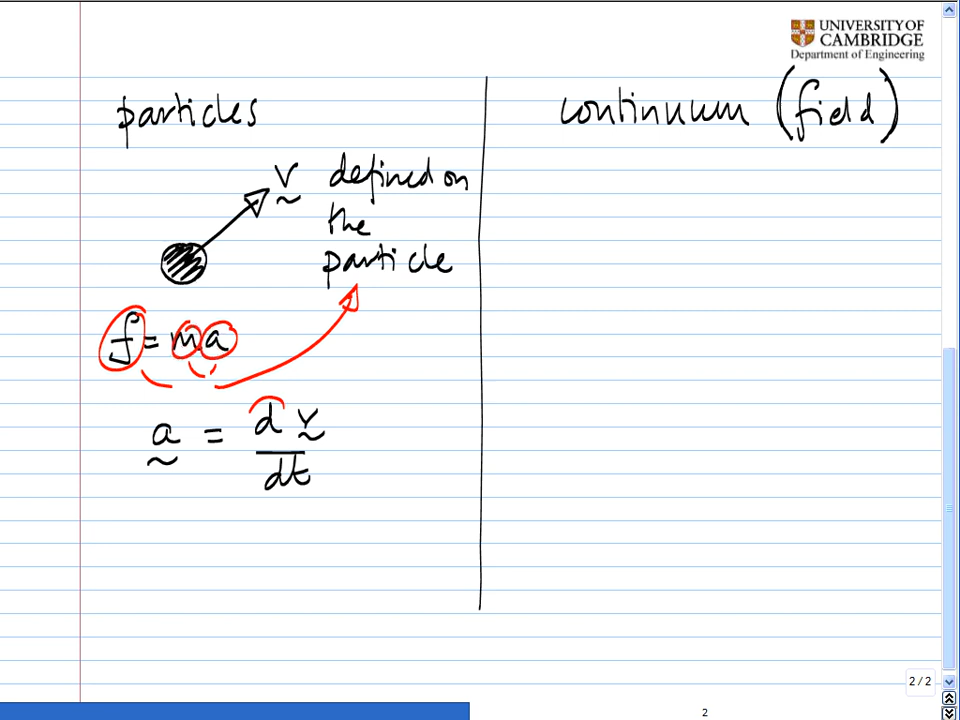 UNIVERSITY OF
CAMBRIDGE
Department of Engineering
particles
continuum (field)
v defined on
the
particle
f = ma
a = dv
dt
2 / 2
2